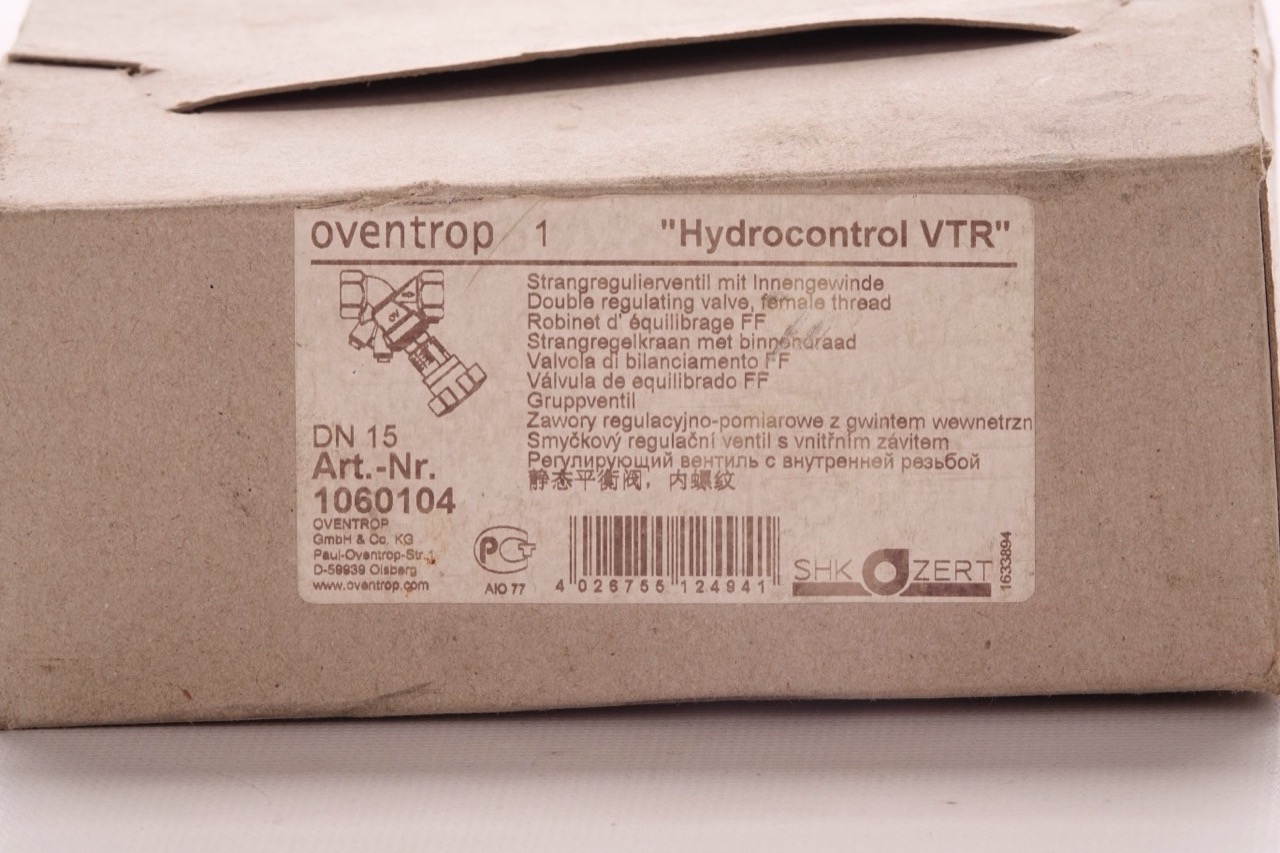 oventrop 1 "Hydrocontrol VTR"
Strangregulierventil mit Innengewinde
Double regulating valve, female thread
Robinet d' équilibrage FF
Strangregelkraan met binnendraad
Valvola di bilanciamento FF
Válvula de equilibrado FF
Gruppventil
Zawory regulacyjno-pomiarowe z gwintem wewnetrzn
Smyčkový regulační ventil s vnitřním závitem
Регулирующий вентиль с внутренней резьбой
静态平衡阀，内螺纹
OV
DN 15
Art.-Nr.
1060104
OVENTROP
GmbH & Co. KG
Paul-Oventrop-Str.1
D-59939 Olsberg
www.oventrop.com
РСТ
АЮ 77
4 026755 124941
SHK ZERT
1633894